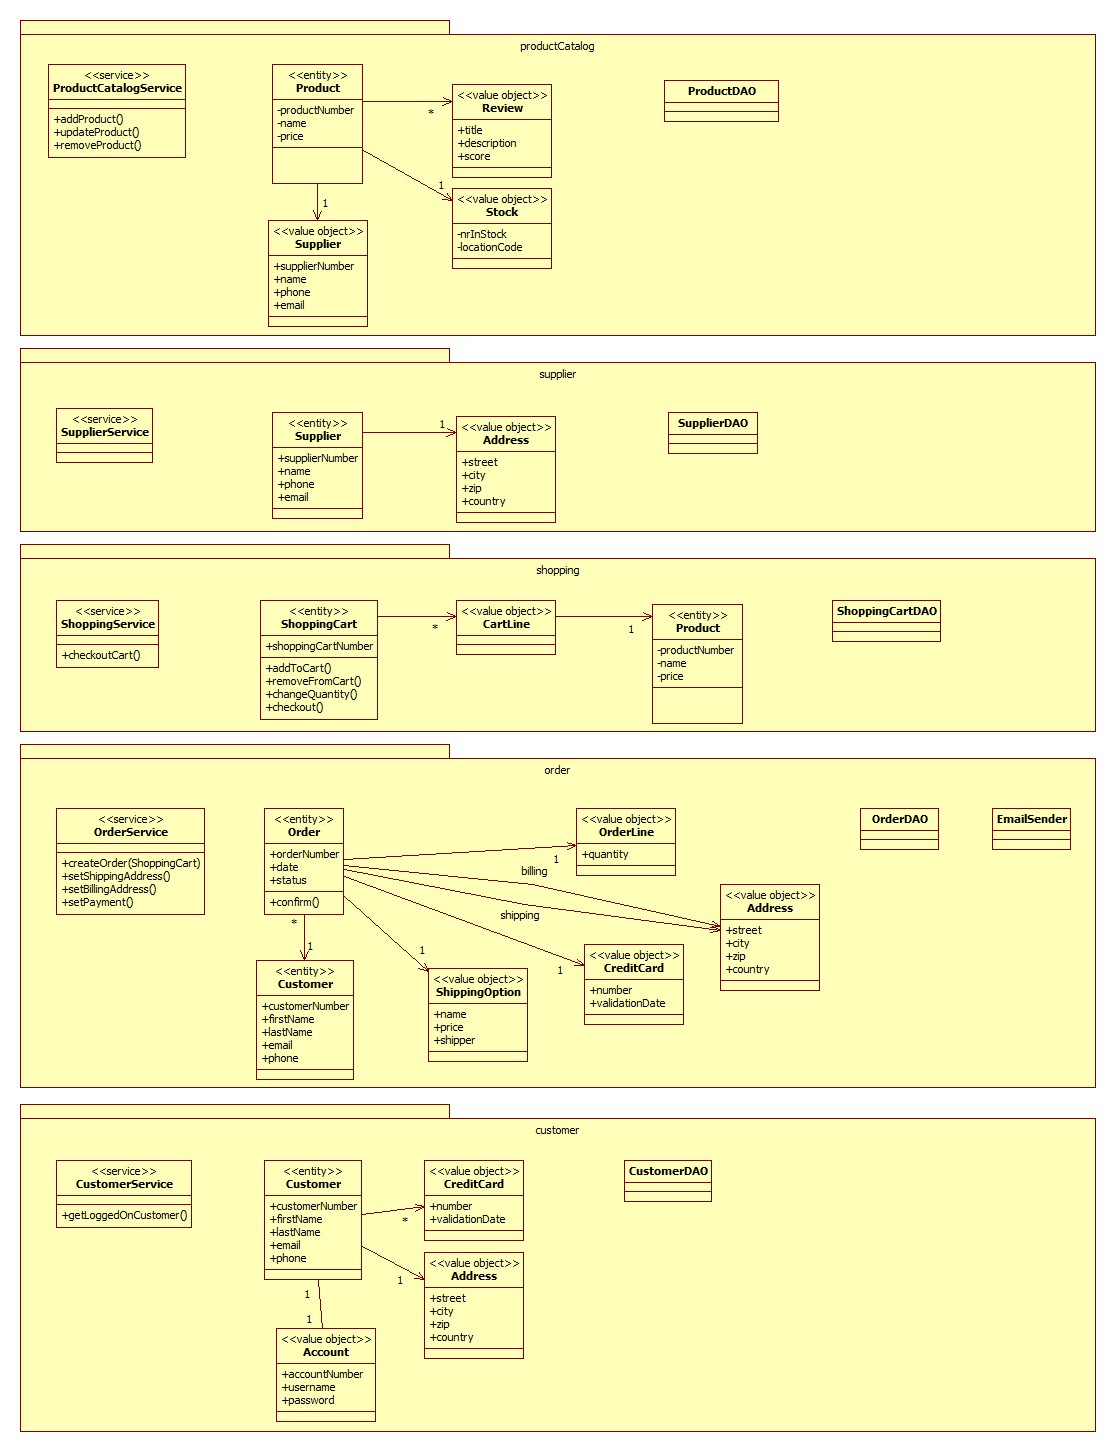 productCatalog
<<service>>
ProductCatalogService
+addProduct()
+updateProduct()
+removeProduct()
<<entity>>
Product
-productNumber
-name
-price
*
1
1
<<value object>>
Review
+title
+description
+score
<<value object>>
Stock
-nrInStock
-locationCode
<<value object>>
Supplier
+supplierNumber
+name
+phone
+email
ProductDAO
supplier
<<service>>
SupplierService
<<entity>>
Supplier
+supplierNumber
+name
+phone
+email
1
<<value object>>
Address
+street
+city
+zip
+country
SupplierDAO
shopping
<<service>>
ShoppingService
+checkoutCart()
<<entity>>
ShoppingCart
+shoppingCartNumber
+addToCart()
+removeFromCart()
+changeQuantity()
+checkout()
*
<<value object>>
CartLine
1
<<entity>>
Product
-productNumber
-name
-price
ShoppingCartDAO
order
<<service>>
OrderService
+createOrder(ShoppingCart)
+setShippingAddress()
+setBillingAddress()
+setPayment()
<<entity>>
Order
+orderNumber
+date
+status
+confirm()
*
1
<<entity>>
Customer
+customerNumber
+firstName
+lastName
+email
+phone
1
<<value object>>
ShippingOption
+name
+price
+shipper
1
<<value object>>
OrderLine
+quantity
billing
shipping
1
<<value object>>
CreditCard
+number
+validationDate
<<value object>>
Address
+street
+city
+zip
+country
OrderDAO
EmailSender
customer
<<service>>
CustomerService
+getLoggedOnCustomer()
<<entity>>
Customer
+customerNumber
+firstName
+lastName
+email
+phone
*
1
1
1
<<value object>>
CreditCard
+number
+validationDate
<<value object>>
Address
+street
+city
+zip
+country
<<value object>>
Account
+accountNumber
+username
+password
CustomerDAO